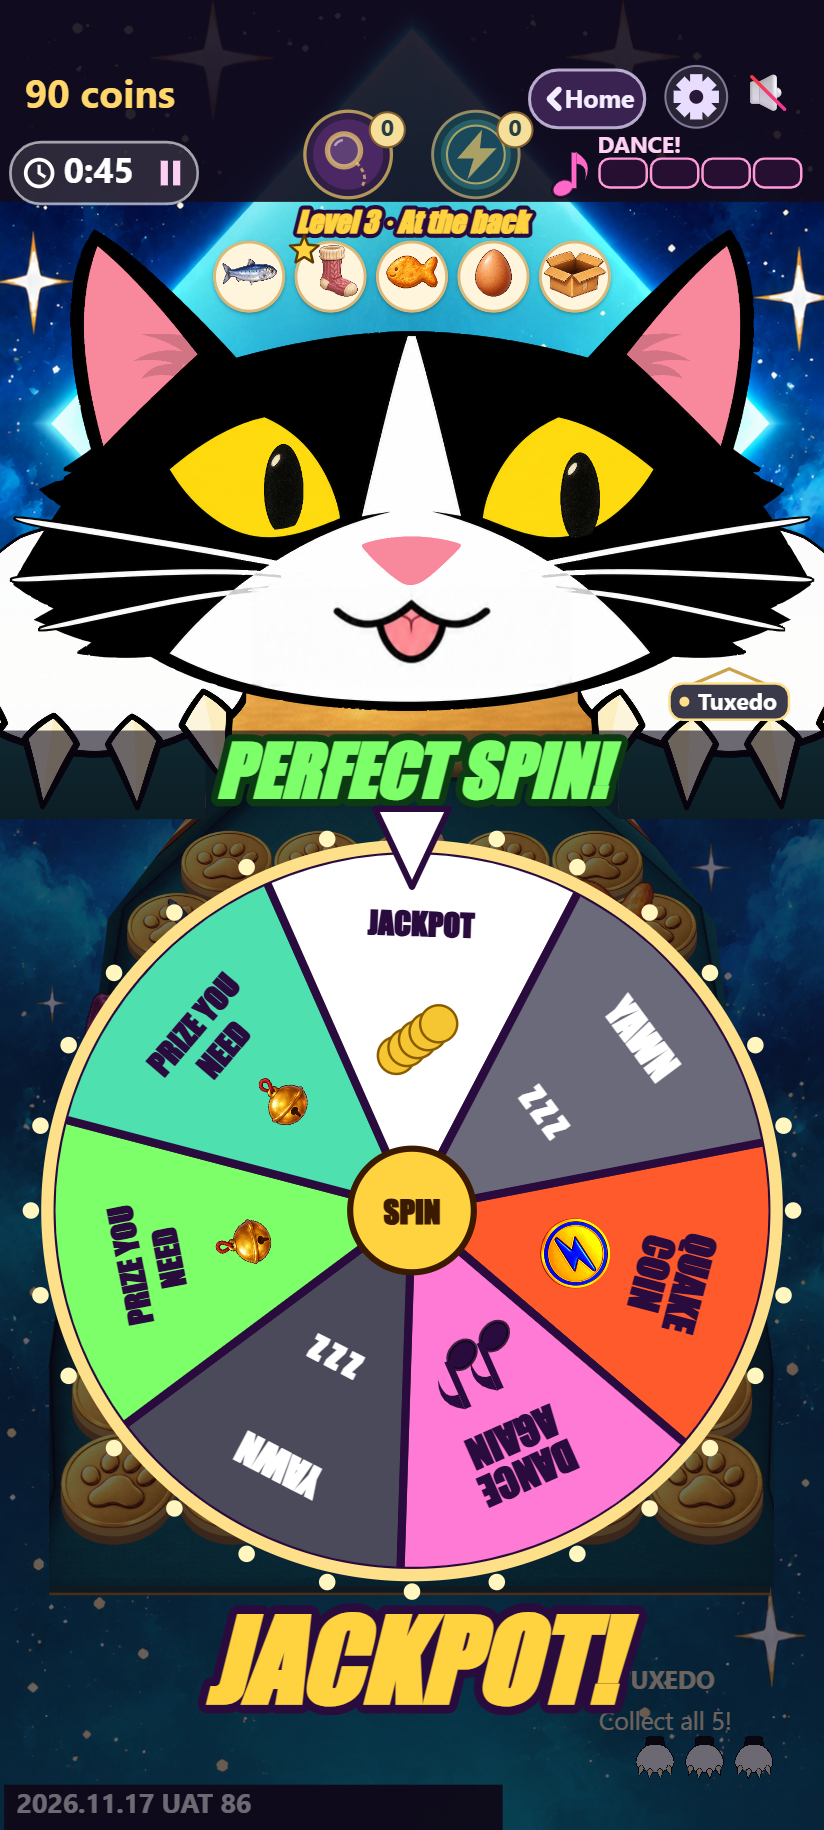 90 coins
Home
0:45
0
0
DANCE!
Level 3 · At the back
Tuxedo
PERFECT SPIN!
JACKPOT
YAWN
ZZZ
QUAKE
COIN
DANCE
AGAIN
YAWN
ZZZ
PRIZE YOU
NEED
PRIZE YOU
NEED
SPIN
JACKPOT!
UXEDO
Collect all 5!
2026.11.17 UAT 86